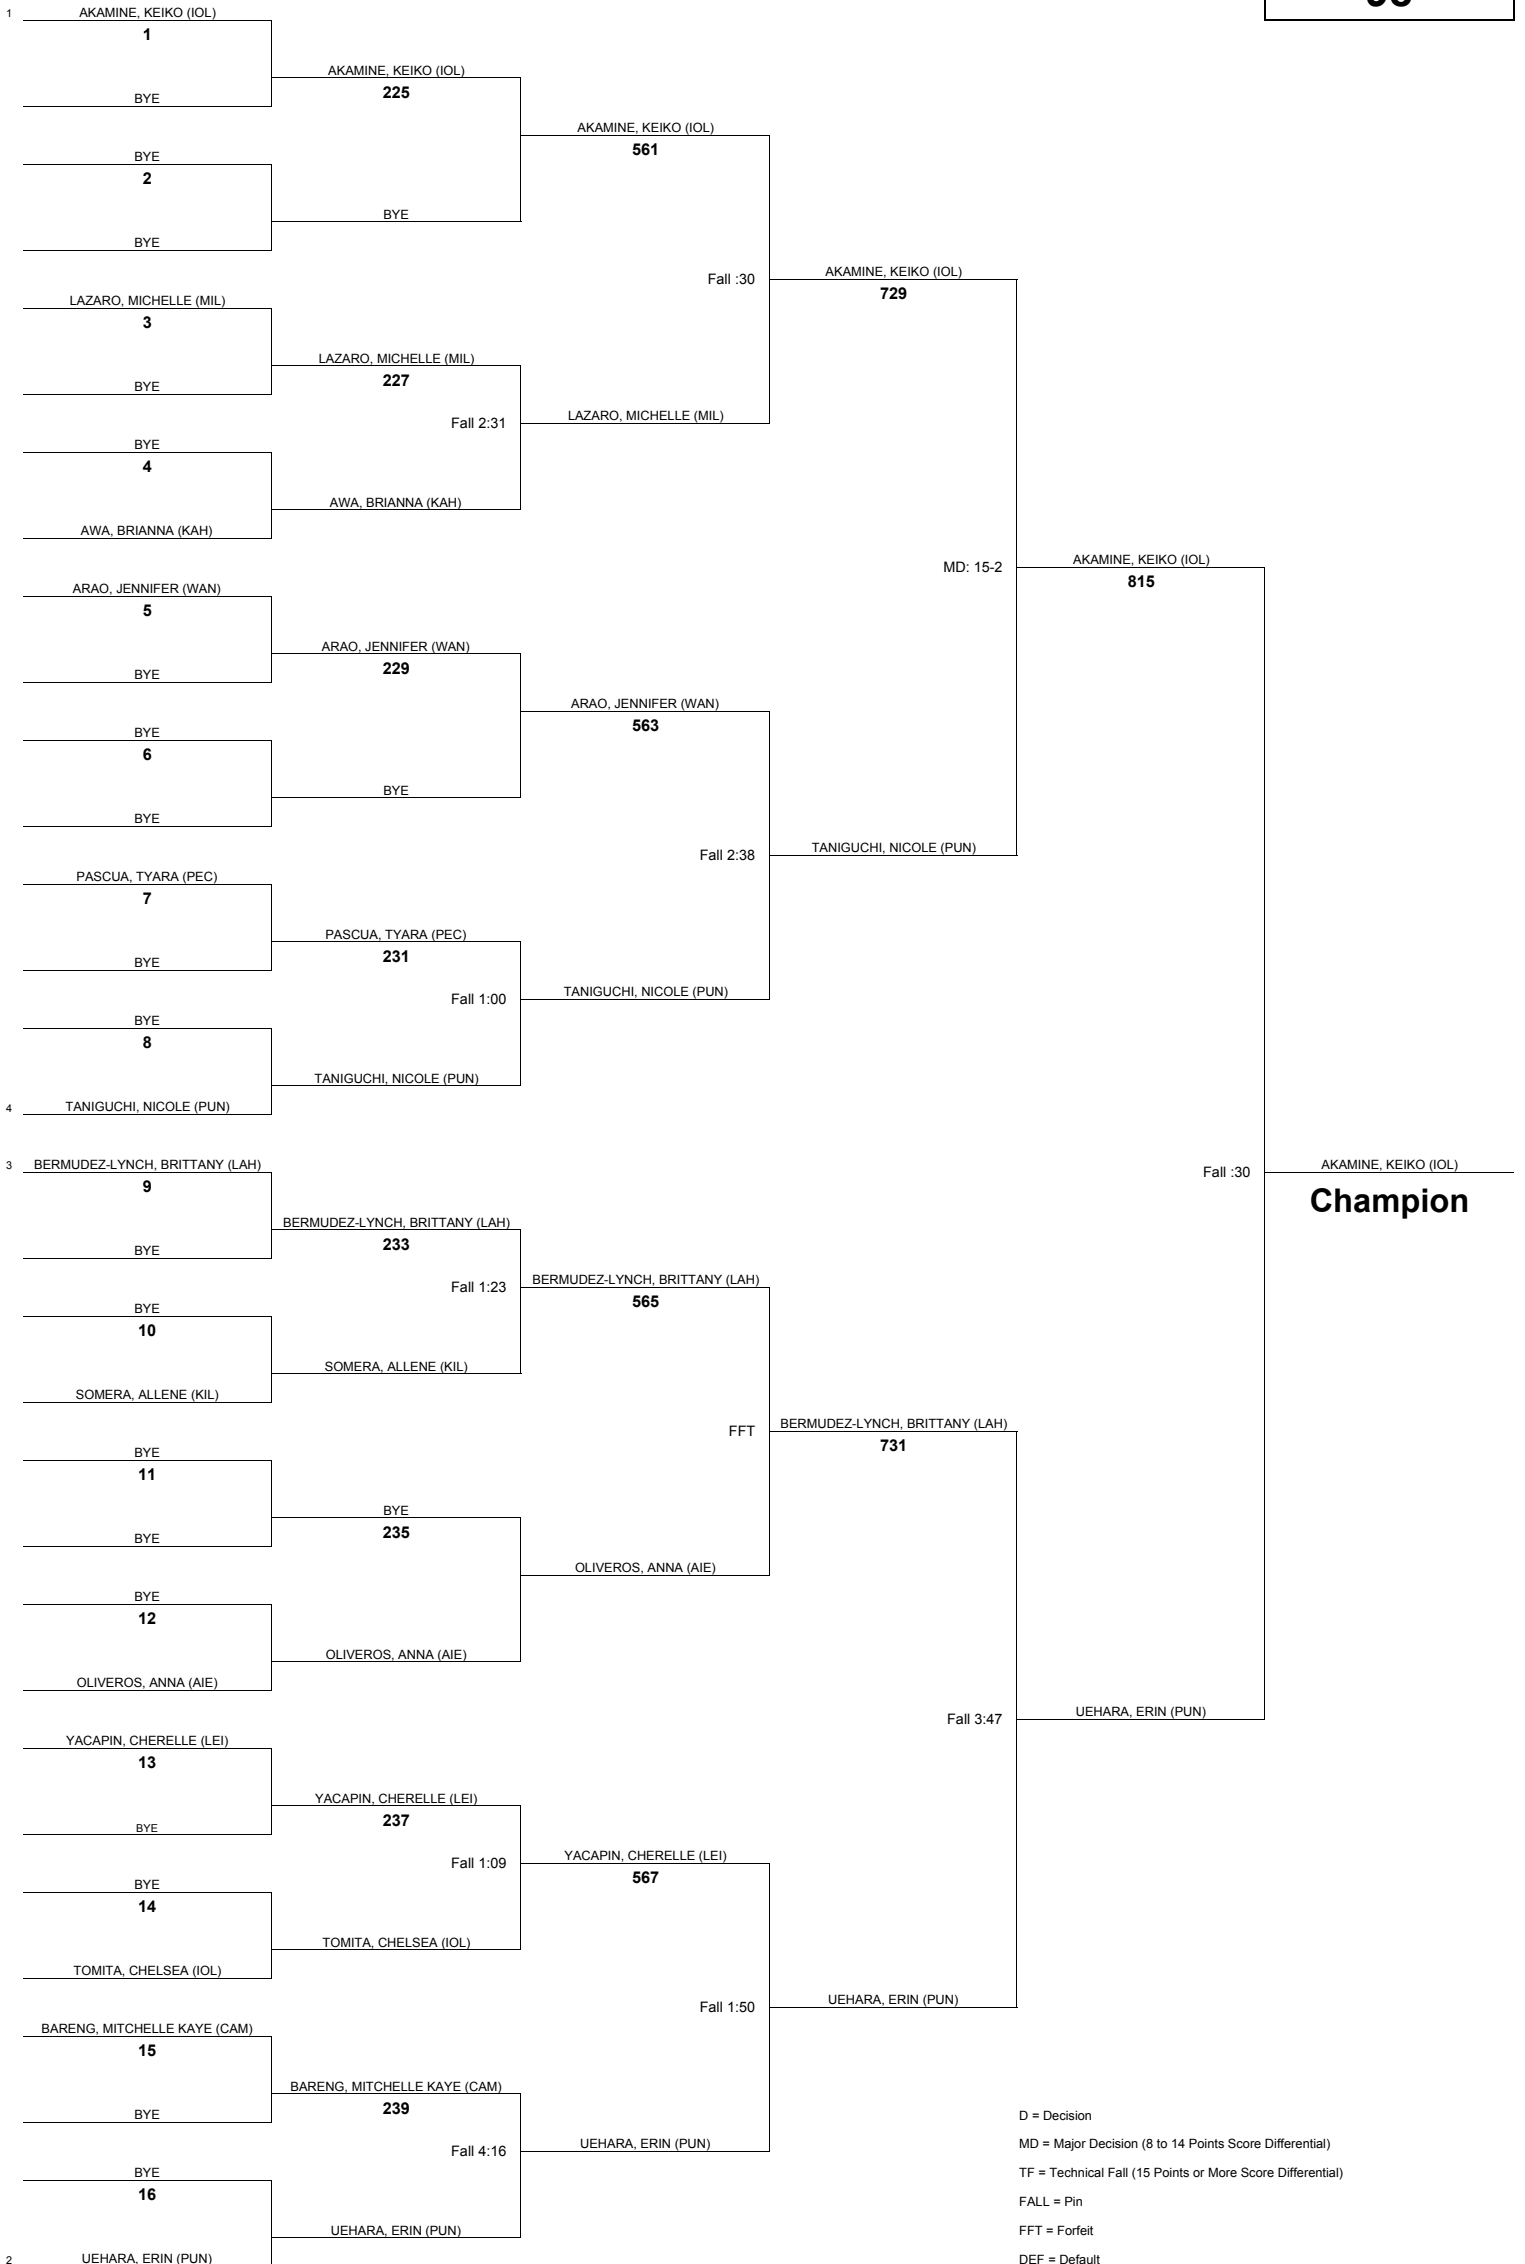 1 AKAMINE, KEIKO (IOL)
1
BYE
BYE
2
BYE
LAZARO, MICHELLE (MIL)
3
BYE
BYE
4
AWA, BRIANNA (KAH)
ARAO, JENNIFER (WAN)
5
BYE
BYE
6
BYE
PASCUA, TYARA (PEC)
7
BYE
BYE
8
4 TANIGUCHI, NICOLE (PUN)
3 BERMUDEZ-LYNCH, BRITTANY (LAH)
9
BYE
BYE
10
SOMERA, ALLENE (KIL)
BYE
11
BYE
BYE
12
OLIVEROS, ANNA (AIE)
YACAPIN, CHERELLE (LEI)
13
BYE
BYE
14
TOMITA, CHELSEA (IOL)
BARENG, MITCHELLE KAYE (CAM)
15
BYE
BYE
16
2 UEHARA, ERIN (PUN)
AKAMINE, KEIKO (IOL)
225
BYE
LAZARO, MICHELLE (MIL)
227
Fall 2:31
AWA, BRIANNA (KAH)
ARAO, JENNIFER (WAN)
229
BYE
PASCUA, TYARA (PEC)
231
Fall 1:00
TANIGUCHI, NICOLE (PUN)
BERMUDEZ-LYNCH, BRITTANY (LAH)
233
Fall 1:23
SOMERA, ALLENE (KIL)
BYE
235
OLIVEROS, ANNA (AIE)
YACAPIN, CHERELLE (LEI)
237
Fall 1:09
TOMITA, CHELSEA (IOL)
BARENG, MITCHELLE KAYE (CAM)
239
Fall 4:16
UEHARA, ERIN (PUN)
AKAMINE, KEIKO (IOL)
561
Fall :30
LAZARO, MICHELLE (MIL)
ARAO, JENNIFER (WAN)
563
Fall 2:38
TANIGUCHI, NICOLE (PUN)
BERMUDEZ-LYNCH, BRITTANY (LAH)
565
FFT
OLIVEROS, ANNA (AIE)
YACAPIN, CHERELLE (LEI)
567
Fall 1:50
UEHARA, ERIN (PUN)
AKAMINE, KEIKO (IOL)
729
MD: 15-2
TANIGUCHI, NICOLE (PUN)
BERMUDEZ-LYNCH, BRITTANY (LAH)
731
Fall 3:47
UEHARA, ERIN (PUN)
AKAMINE, KEIKO (IOL)
815
Fall :30
UEHARA, ERIN (PUN)
AKAMINE, KEIKO (IOL)
Champion
D = Decision
MD = Major Decision (8 to 14 Points Score Differential)
TF = Technical Fall (15 Points or More Score Differential)
FALL = Pin
FFT = Forfeit
DEF = Default